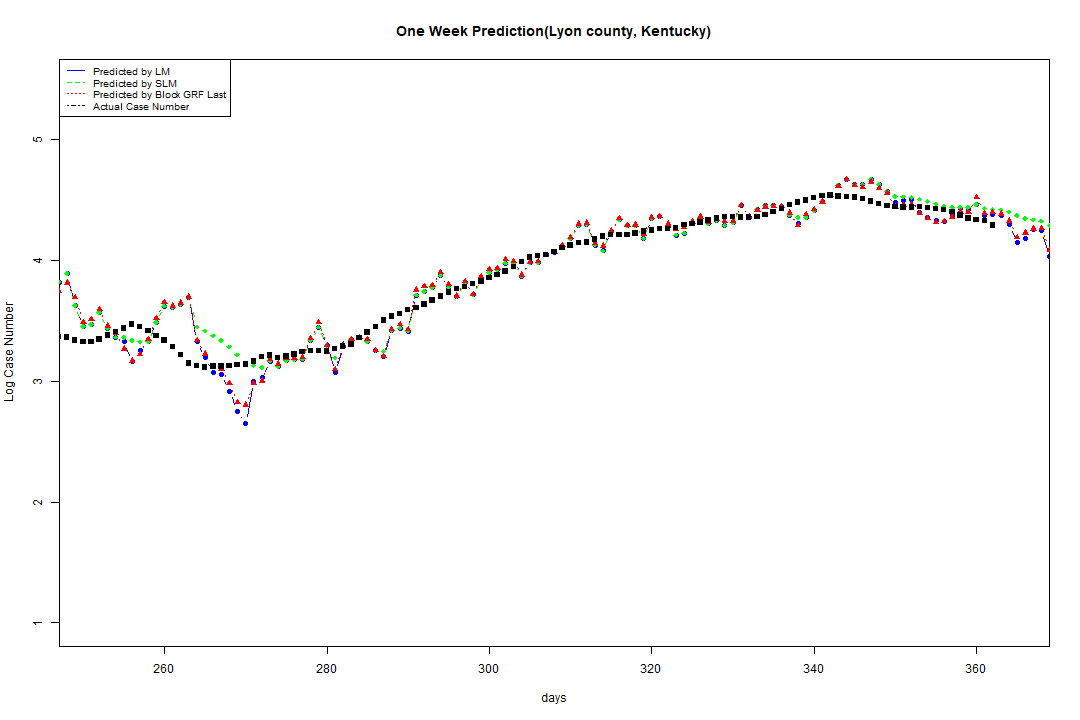 One Week Prediction(Lyon county, Kentucky)
Predicted by LM
Predicted by SLM
Predicted by Block GRF Last
Actual Case Number
5
4
3
2
1
Log Case Number
260 280 300 320 340 360
days